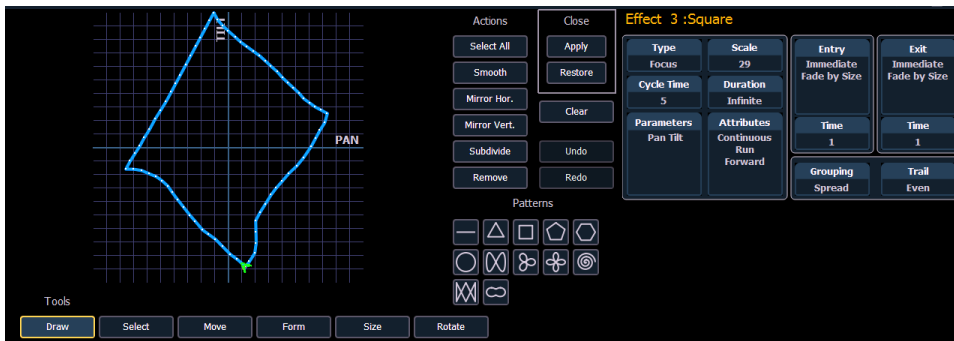 Actions
Close
Effect 3 :Square
TILT
PAN
Select All
Smooth
Mirror Hor.
Mirror Vert.
Subdivide
Remove
Apply
Restore
Clear
Undo
Redo
Patterns
Type
Focus
Scale
29
Cycle Time
5
Duration
Infinite
Parameters
Pan Tilt
Attributes
Continuous
Run
Forward
Entry
Immediate
Fade by Size
Time
1
Exit
Immediate
Fade by Size
Time
1
Grouping
Spread
Trail
Even
Tools
Draw
Select
Move
Form
Size
Rotate